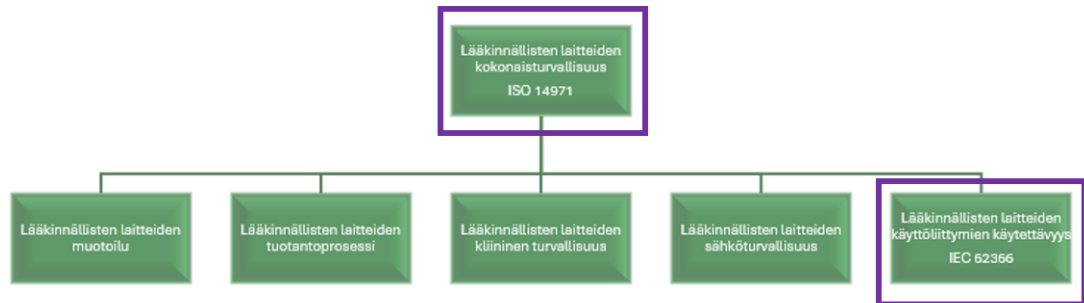 Lääkinnällisten laitteiden
kokonaisturvallisuus
ISO 14971
Lääkinnällisten laitteiden
muotoilu
Lääkinnällisten laitteiden
tuotantoprosessi
Lääkinnällisten laitteiden
kliininen turvallisuus
Lääkinnällisten laitteiden
sähköturvallisuus
Lääkinnällisten laitteiden
käyttöliittymien käytettävyys
IEC 62366